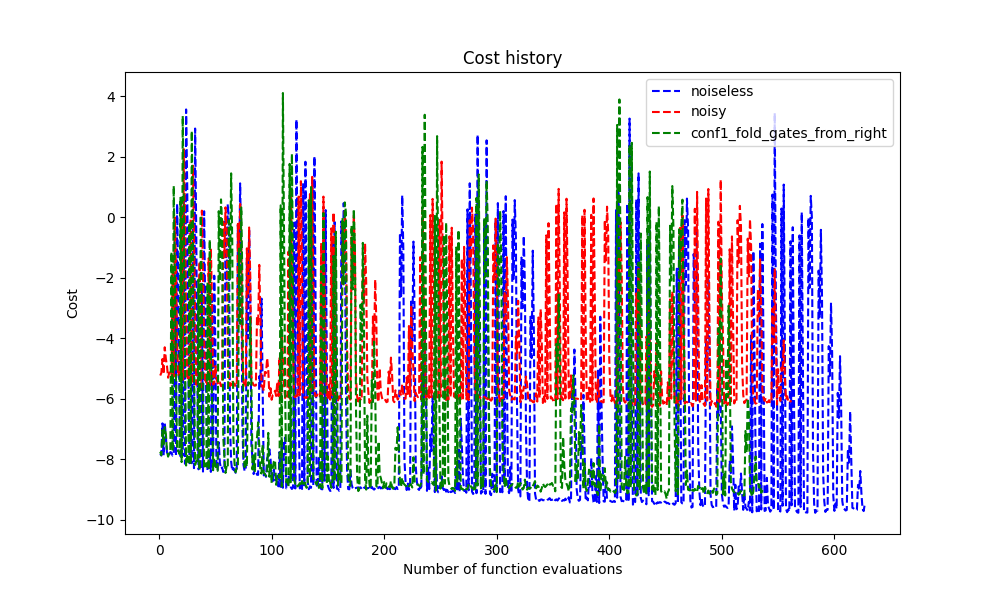 Cost history
noiseless
noisy
conf1_fold_gates_from_right
Cost
4
2
0
−2
−4
−6
−8
−10
0 100 200 300 400 500 600
Number of function evaluations